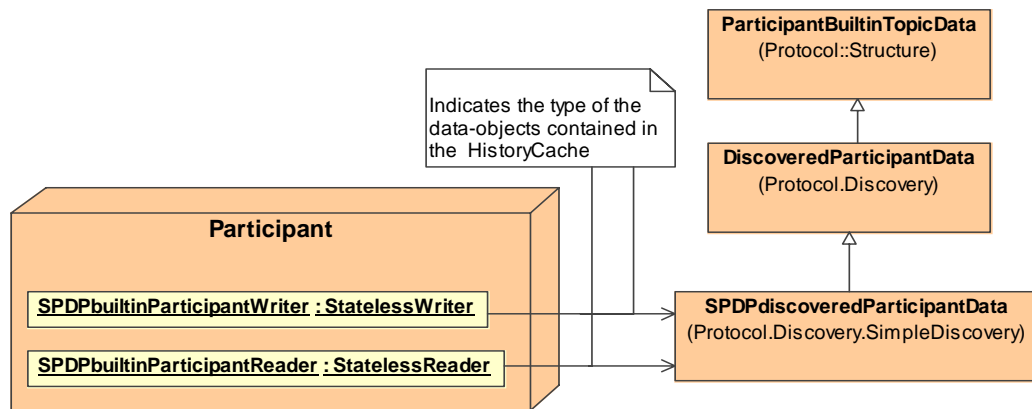 ParticipantBuiltinTopicData
(Protocol::Structure)
Indicates the type of the
data-objects contained in
the HistoryCache
DiscoveredParticipantData
(Protocol.Discovery)
Participant
SPDPbuiltinParticipantWriter : StatelessWriter
SPDPbuiltinParticipantReader : StatelessReader
SPDPdiscoveredParticipantData
(Protocol.Discovery.SimpleDiscovery)